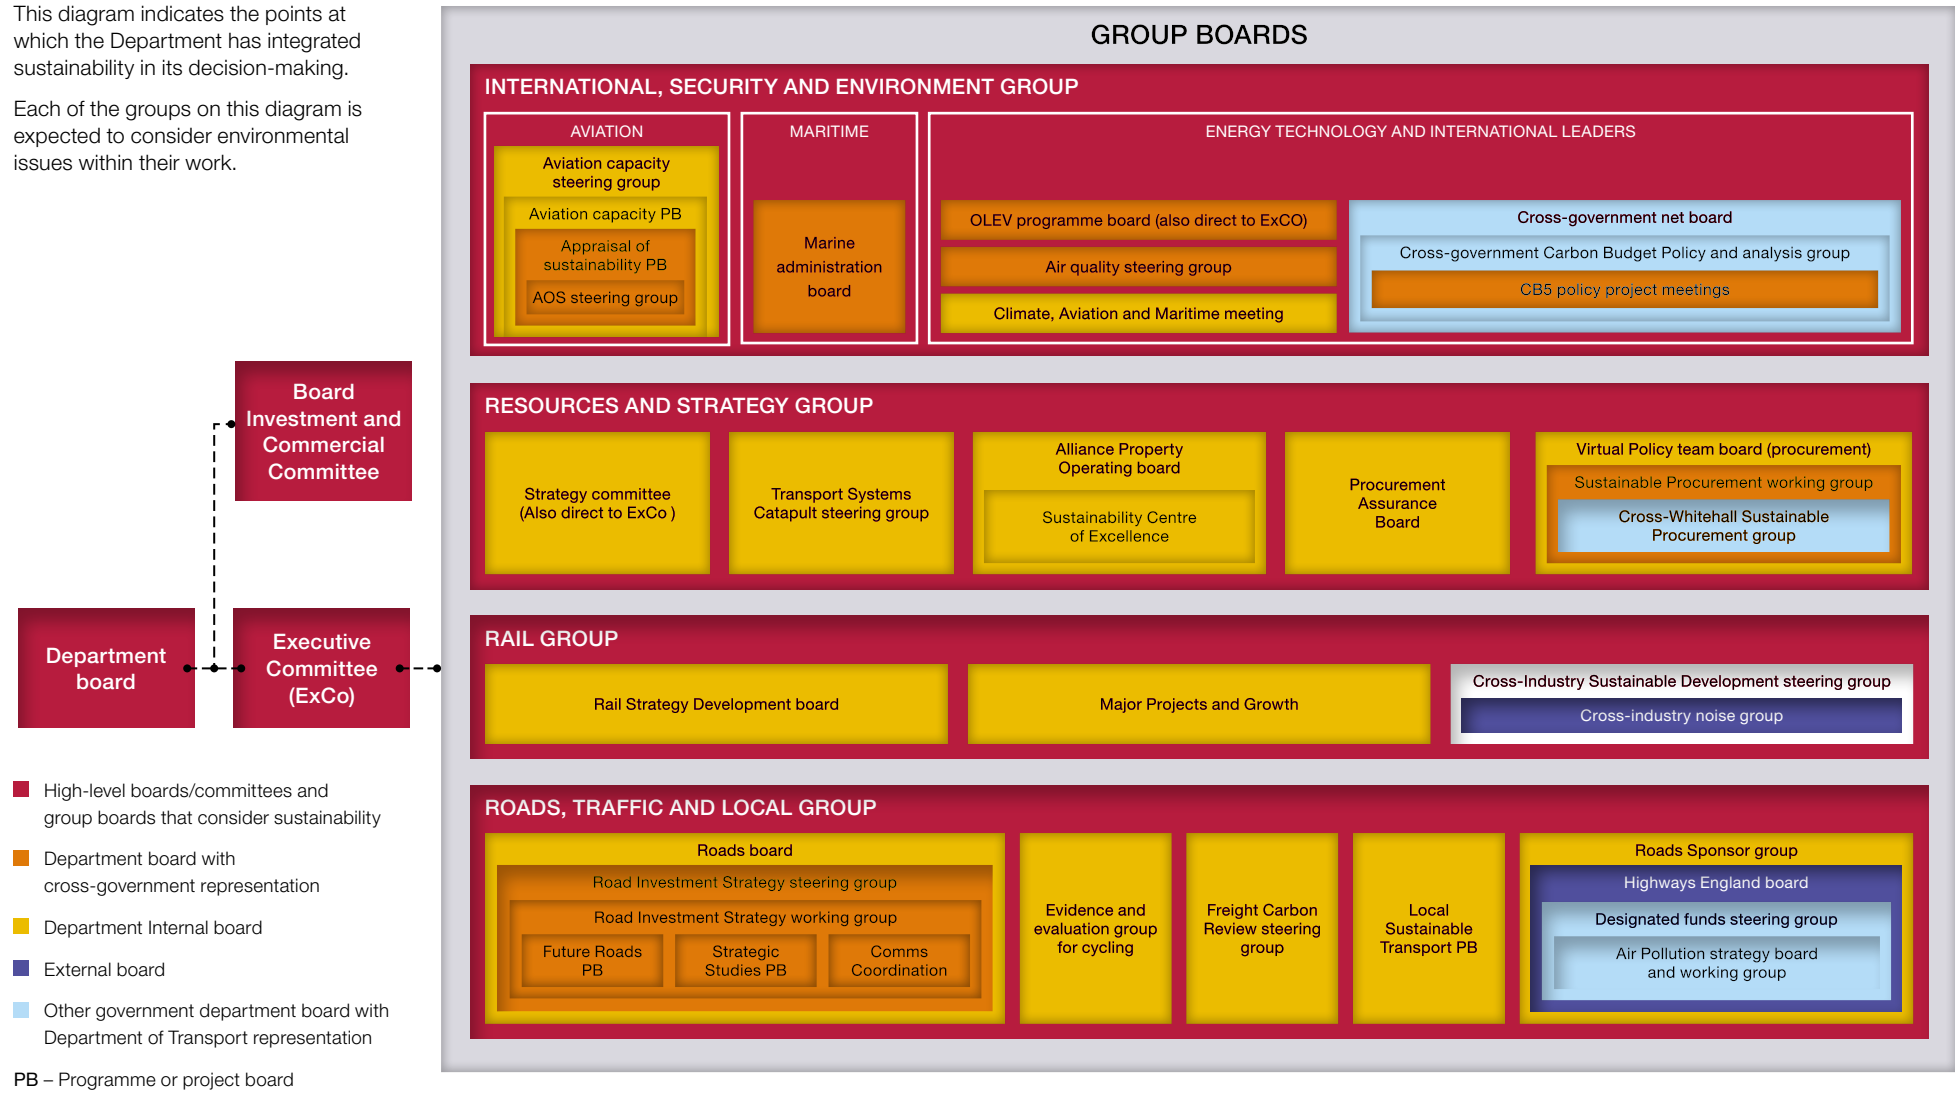 This diagram indicates the points at
which the Department has integrated
sustainability in its decision-making.
Each of the groups on this diagram is
expected to consider environmental
issues within their work.
Board
Investment and
Commercial
Committee
Department
board
Executive
Committee
(ExCo)
High-level boards/committees and
group boards that consider sustainability
Department board with
cross-government representation
Department Internal board
External board
Other government department board with
Department of Transport representation
PB – Programme or project board
GROUP BOARDS
INTERNATIONAL, SECURITY AND ENVIRONMENT GROUP
AVIATION
Aviation capacity
steering group
Aviation capacity PB
Appraisal of
sustainability PB
AOS steering group
MARITIME
Marine
administration
board
ENERGY TECHNOLOGY AND INTERNATIONAL LEADERS
OLEV programme board (also direct to ExCO)
Air quality steering group
Climate, Aviation and Maritime meeting
Cross-government net board
Cross-government Carbon Budget Policy and analysis group
CB5 policy project meetings
RESOURCES AND STRATEGY GROUP
Strategy committee
(Also direct to ExCo )
Transport Systems
Catapult steering group
Alliance Property
Operating board
Sustainability Centre
of Excellence
Procurement
Assurance
Board
Virtual Policy team board (procurement)
Sustainable Procurement working group
Cross-Whitehall Sustainable
Procurement group
RAIL GROUP
Rail Strategy Development board
Major Projects and Growth
Cross-Industry Sustainable Development steering group
Cross-industry noise group
ROADS, TRAFFIC AND LOCAL GROUP
Roads board
Road Investment Strategy steering group
Road Investment Strategy working group
Future Roads
PB
Strategic
Studies PB
Comms
Coordination
Evidence and
evaluation group
for cycling
Freight Carbon
Review steering
group
Local
Sustainable
Transport PB
Roads Sponsor group
Highways England board
Designated funds steering group
Air Pollution strategy board
and working group